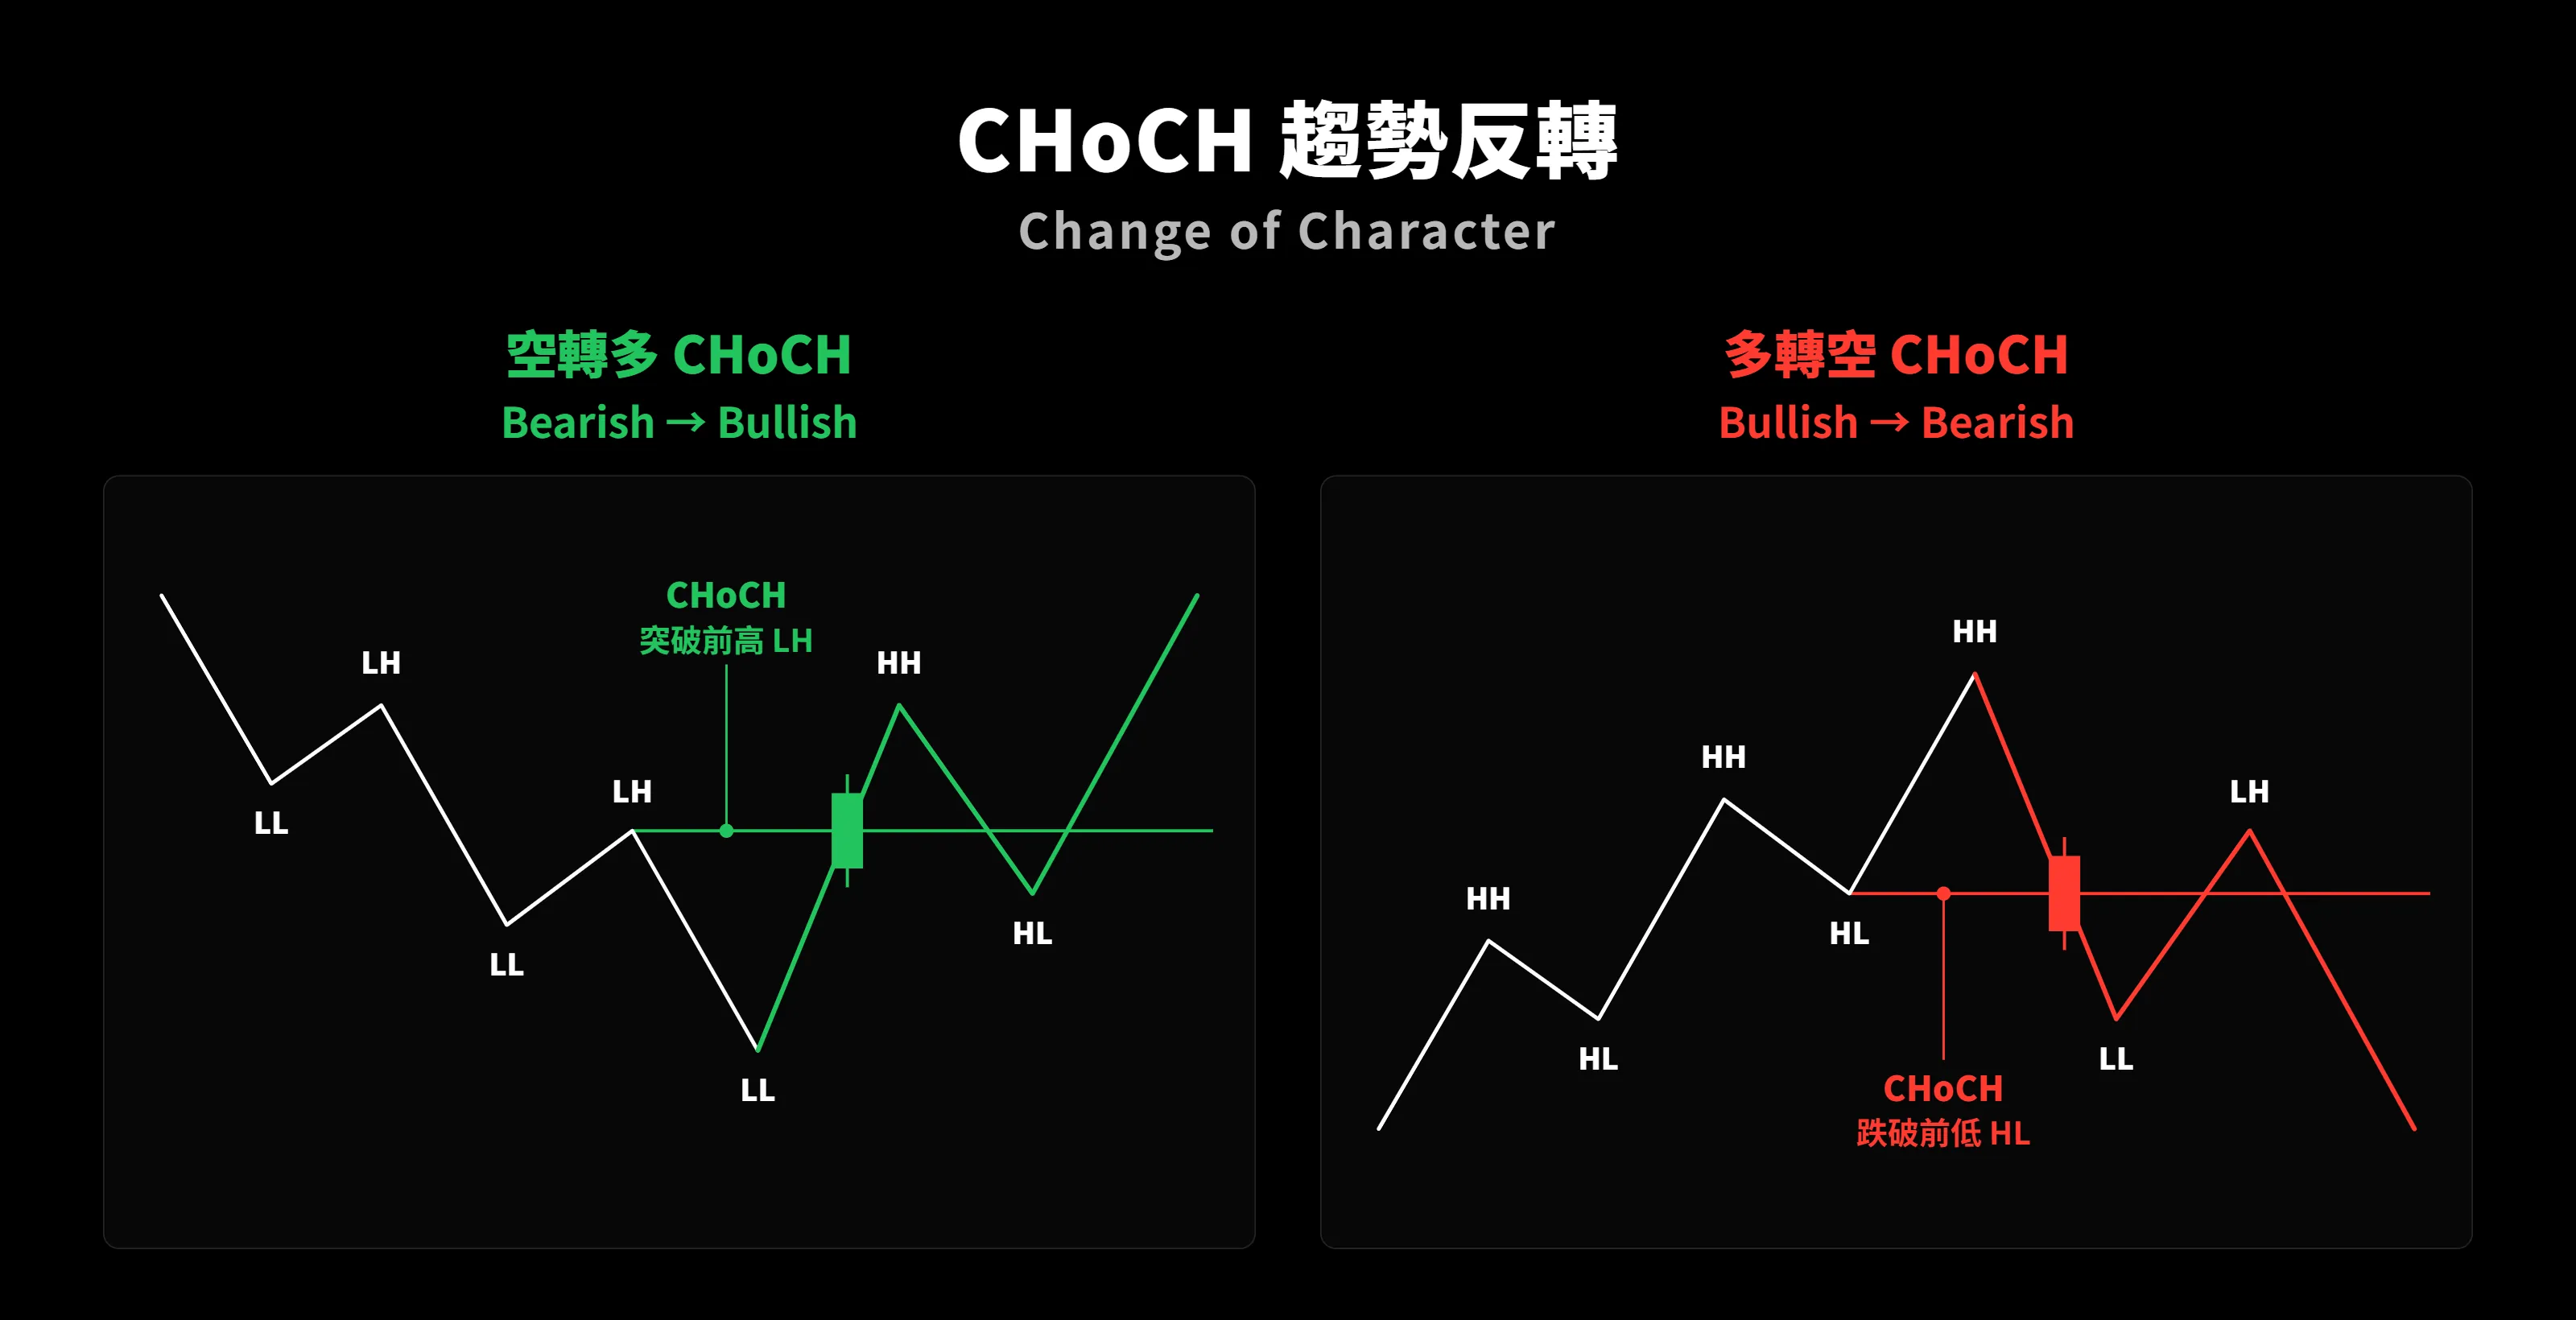 CHoCH 趨勢反轉
Change of Character
空轉多 CHoCH
Bearish → Bullish
CHoCH
突破前高 LH
LH
HH
LH
LL
HL
LL
LL
多轉空 CHoCH
Bullish → Bearish
HH
HH
LH
HH
HL
HL
LL
CHoCH
跌破前低 HL